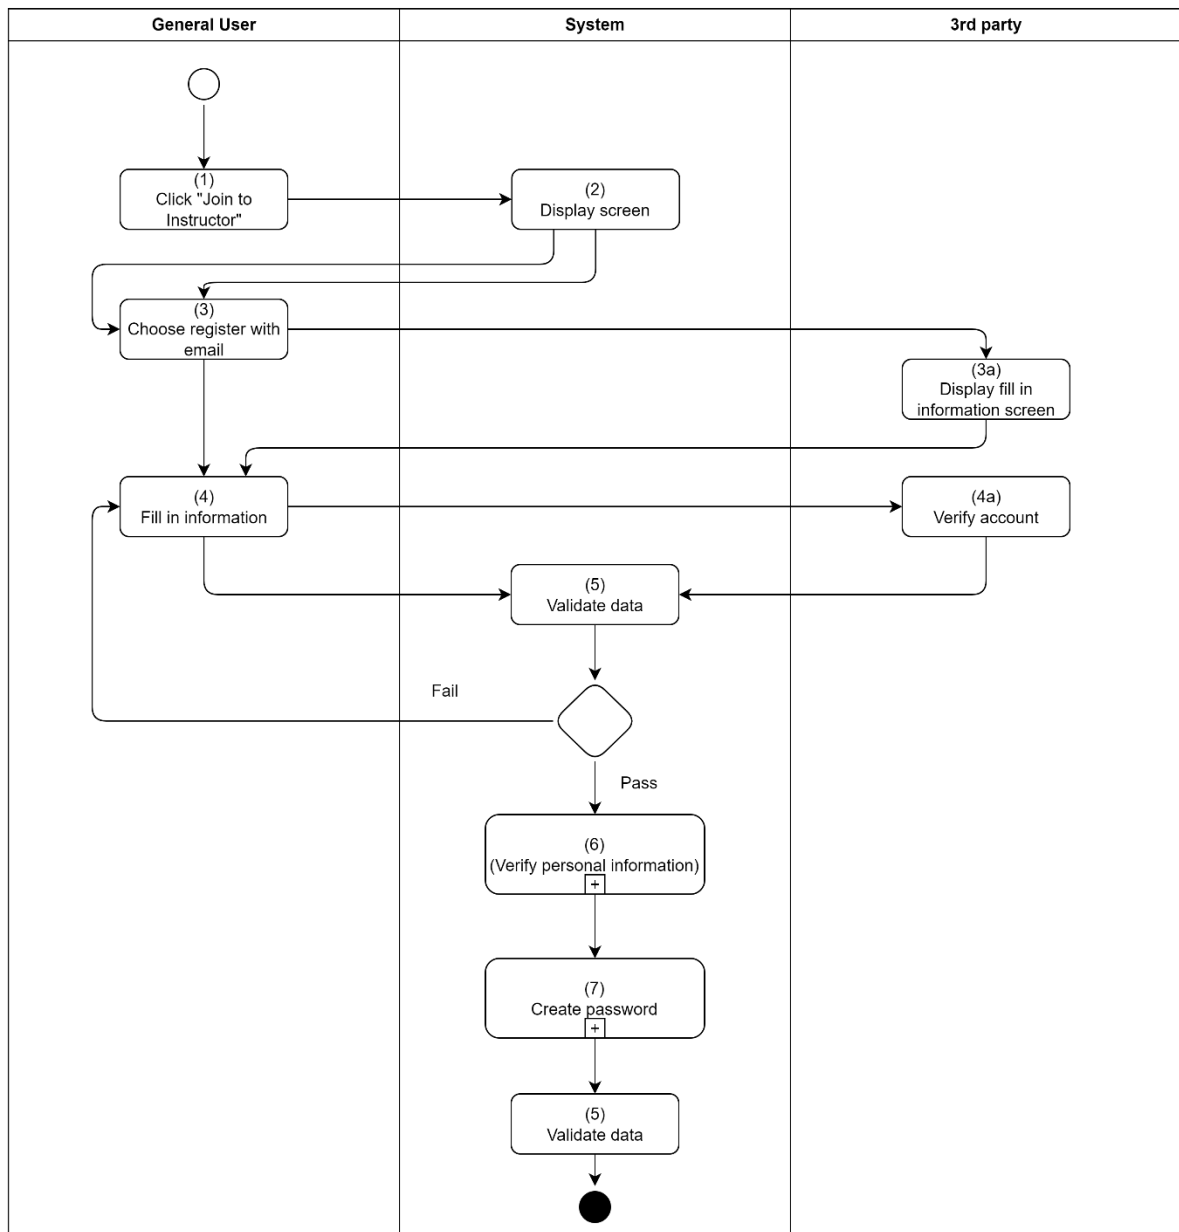 General User
System
3rd party
(1)
Click "Join to
Instructor"
(2)
Display screen
(3)
Choose register with
email
(3a)
Display fill in
information screen
(4)
Fill in information
(4a)
Verify account
(5)
Validate data
Fail
Pass
(6)
(Verify personal information)
+
(7)
Create password
+
(5)
Validate data